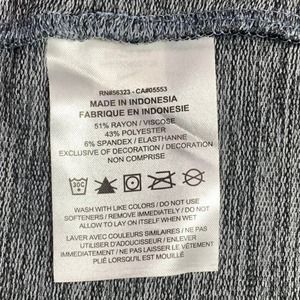 RN#56323 - CA#05553
MADE IN INDONESIA
FABRIQUE EN INDONESIE
51% RAYON / VISCOSE
43% POLYESTER
6% SPANDEX / ELASTHANNE
EXCLUSIVE OF DECORATION / DECORATION
NON COMPRISE
30C
WASH WITH LIKE COLORS / DO NOT USE
SOFTENERS / REMOVE IMMEDIATELY / DO NOT
ALLOW TO LAY ON ITSELF WHEN WET
LAVER AVEC COULEURS SIMILAIRES / NE PAS
UTILISER D'ADOUCISSEUR / ENLEVER
IMMEDIATEMENT / NE PAS LAISSER LE VÊTEMENT
PLIÉ LORSQU'IL EST MOUILLÉ